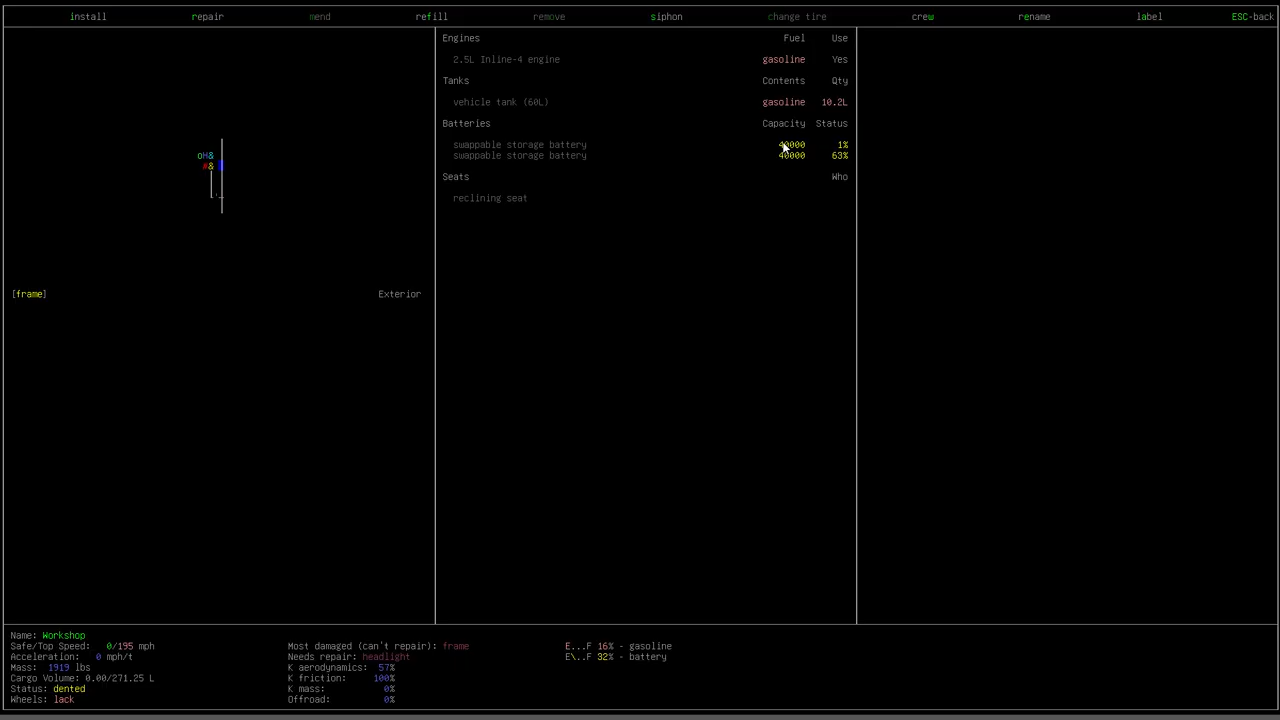 install repair mend refill remove siphon change tire crew rename label ESC-back
Engines Fuel Use
2.5L Inline-4 engine gasoline Yes
Tanks Contents Qty
vehicle tank (60L) gasoline 10.2L
Batteries Capacity Status
swappable storage battery 40000 1%
oH& swappable storage battery 40000 63%
*&
Seats Who
reclining seat
[frame] Exterior
Name: Workshop
Safe/Top Speed: 0/195 mph Most damaged (can't repair): frame E...F 16% - gasoline
Acceleration: 0 mph/t Needs repair: headlight E\..F 32% - battery
Mass: 1919 lbs K aerodynamics: 57%
Cargo Volume: 0.00/271.25 L K friction: 100%
Status: dented K mass: 0%
Wheels: lack Offroad: 0%